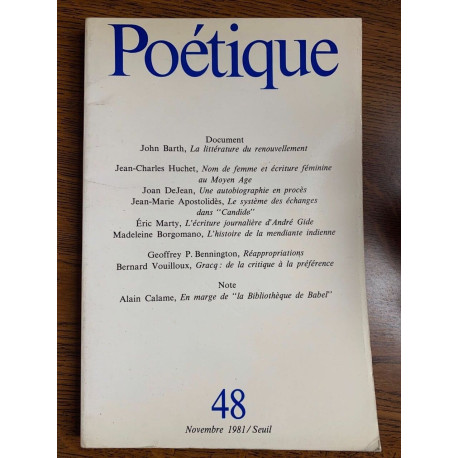 Poétique
Document
John Barth, La littérature du renouvellement
Jean-Charles Huchet, Nom de femme et écriture féminine
au Moyen Age
Joan DeJean, Une autobiographie en procès
Jean-Marie Apostolidès, Le système des échanges
dans "Candide"
Éric Marty, L'écriture journalière d'André Gide
Madeleine Borgomano, L'histoire de la mendiante indienne
Geoffrey P. Bennington, Réappropriations
Bernard Vouilloux, Gracq : de la critique à la préférence
Note
Alain Calame, En marge de "la Bibliothèque de Babel"
48
Novembre 1981/Seuil